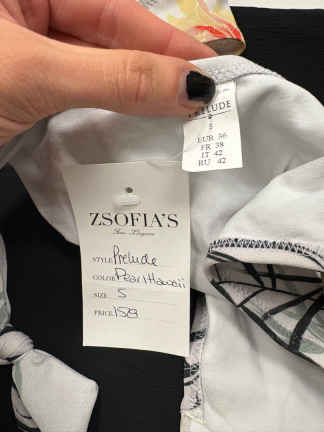 PRELUDE
S
EUR 36
FR 38
IT 42
RU 42
ZSOFIA'S
Fine Lingerie
STYLE Prelude
COLOR Pearl Hawaii
SIZE S
PRICE 1529